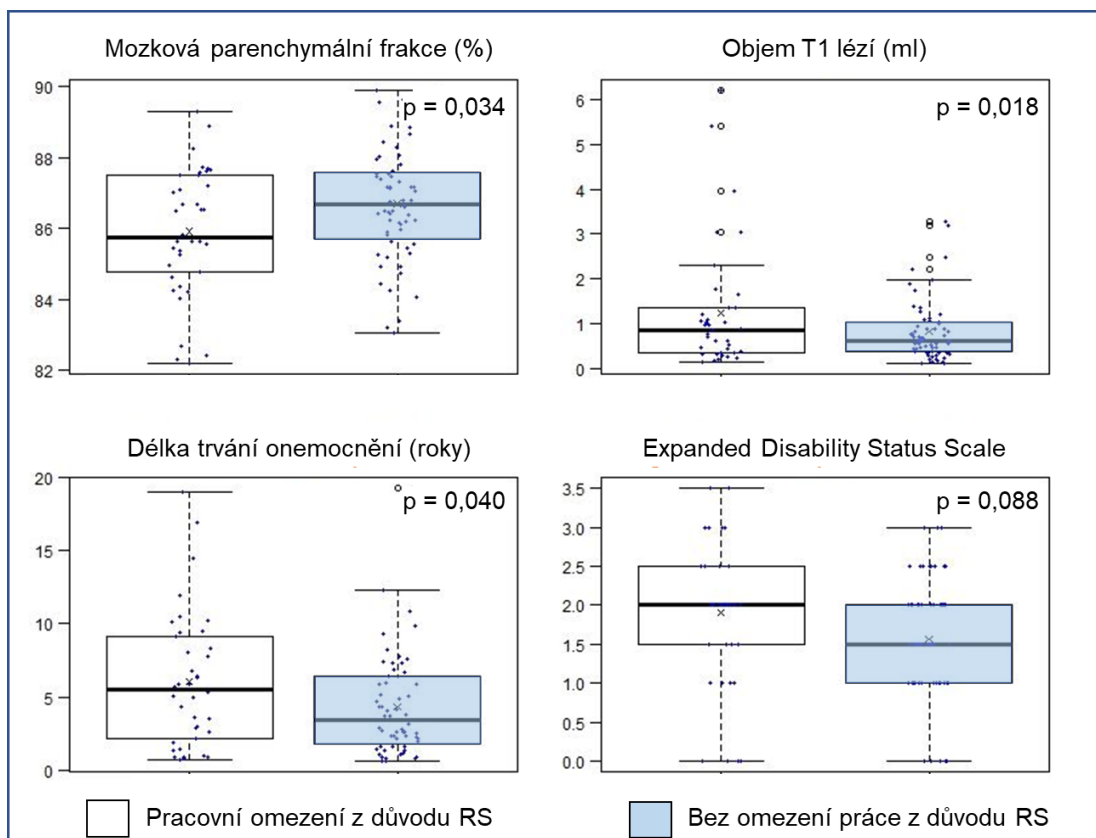 Mozková parenchymální frakce (%)
Objem T1 lézí (ml)
90
88
86
84
82
p = 0,034
6
5
4
3
2
1
0
p = 0,018
Délka trvání onemocnění (roky)
Expanded Disability Status Scale
20
15
10
5
0
p = 0,040
3.5
3.0
2.5
2.0
1.5
1.0
0.5
0.0
p = 0,088
Pracovní omezení z důvodu RS
Bez omezení práce z důvodu RS